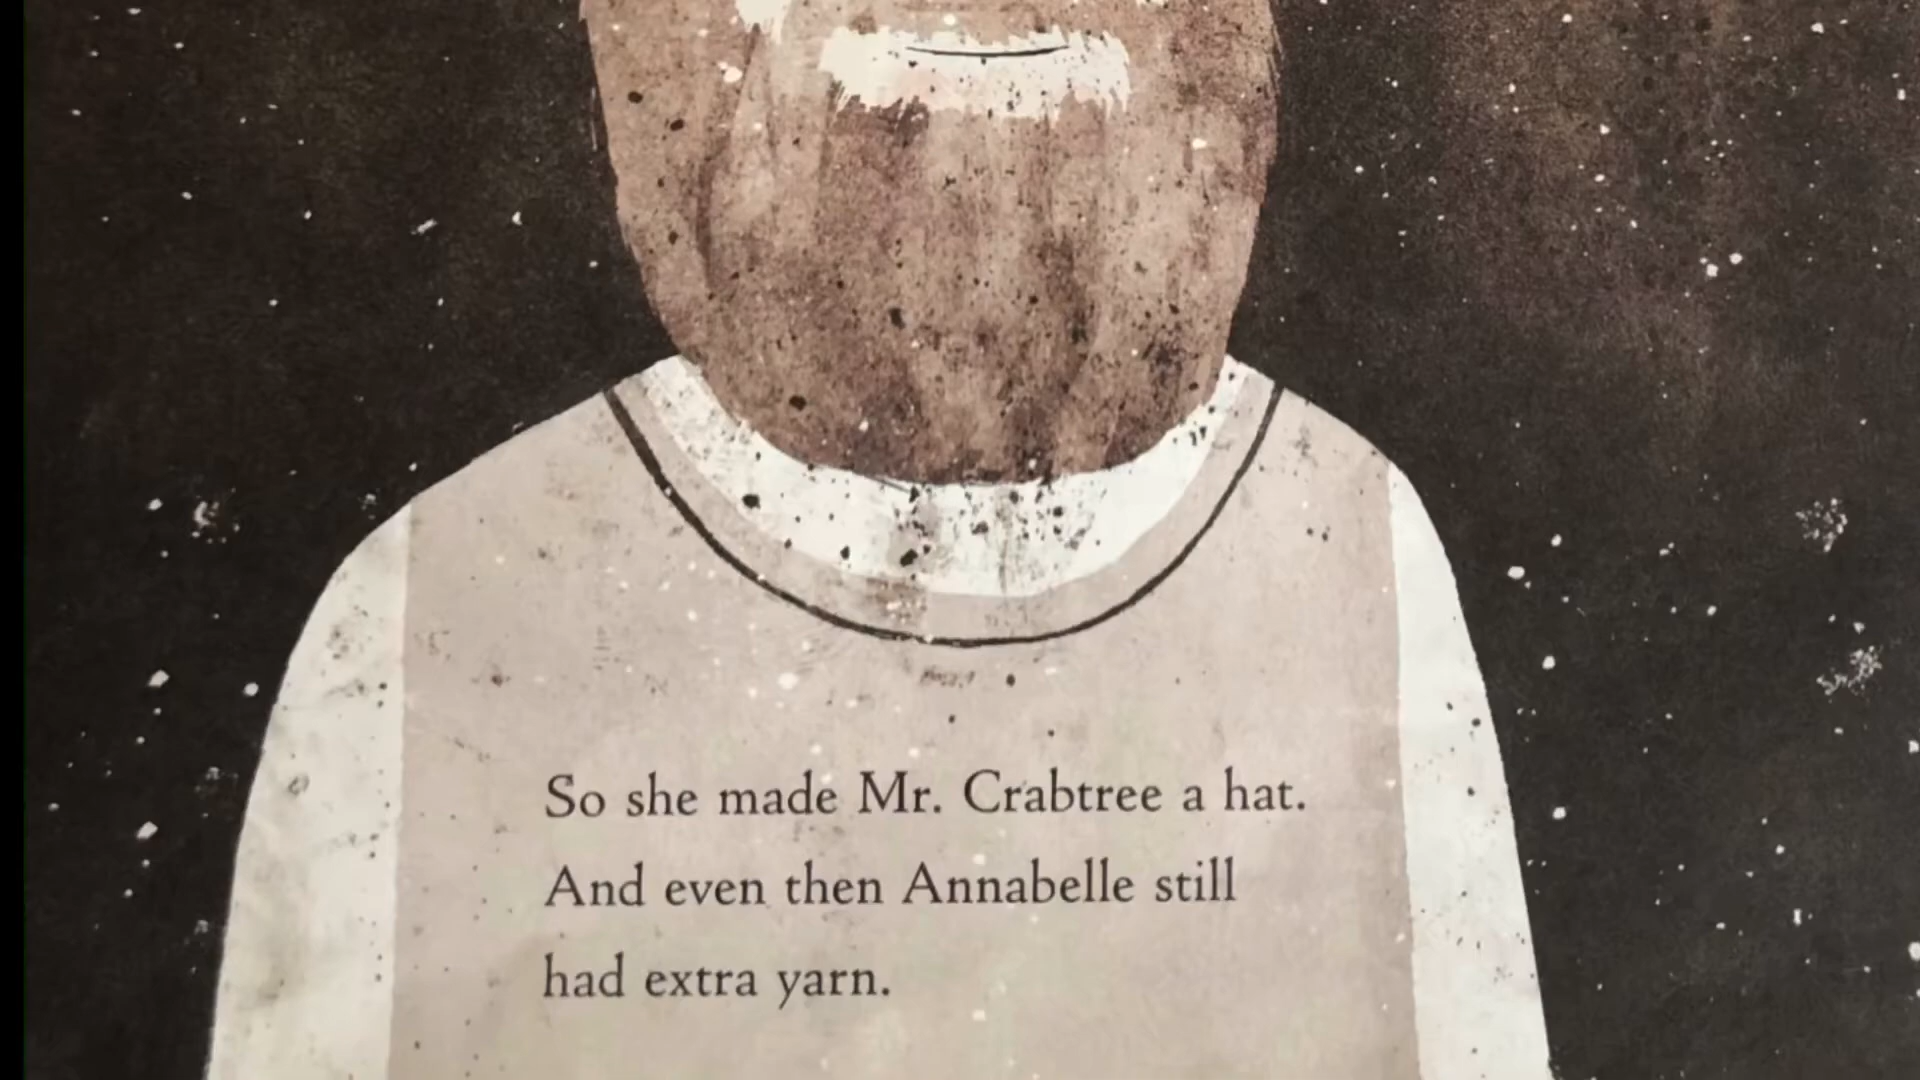 So she made Mr. Crabtree a hat.
And even then Annabelle still
had extra yarn.